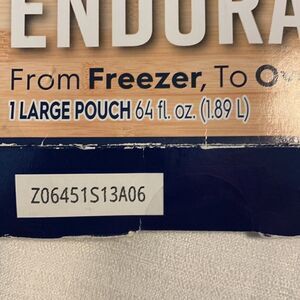 ENDURA
From Freezer, To O
1 LARGE POUCH 64 fl. oz. (1.89 L)
Z06451S13A06